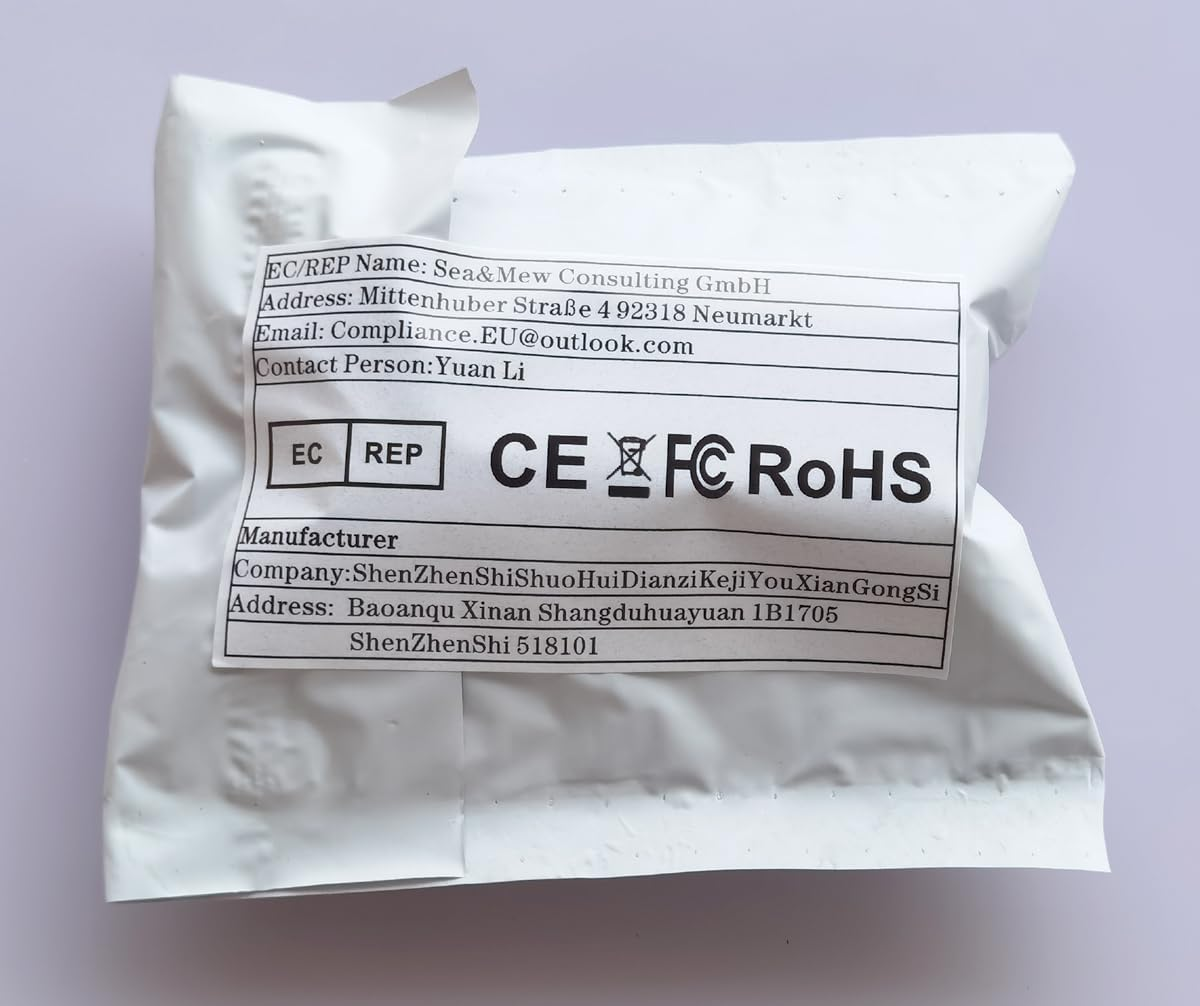 EC/REP Name: Sea&Mew Consulting GmbH
Address: Mittenhuber Straße 4 92318 Neumarkt
Email: Compliance.EU@outlook.com
Contact Person:Yuan Li
EC REP CE FC RoHS
Manufacturer
Company:ShenZhenShiShuoHuiDianziKejiYouXianGongSi
Address: Baoanqu Xinan Shangduhuayuan 1B1705
ShenZhenShi 518101